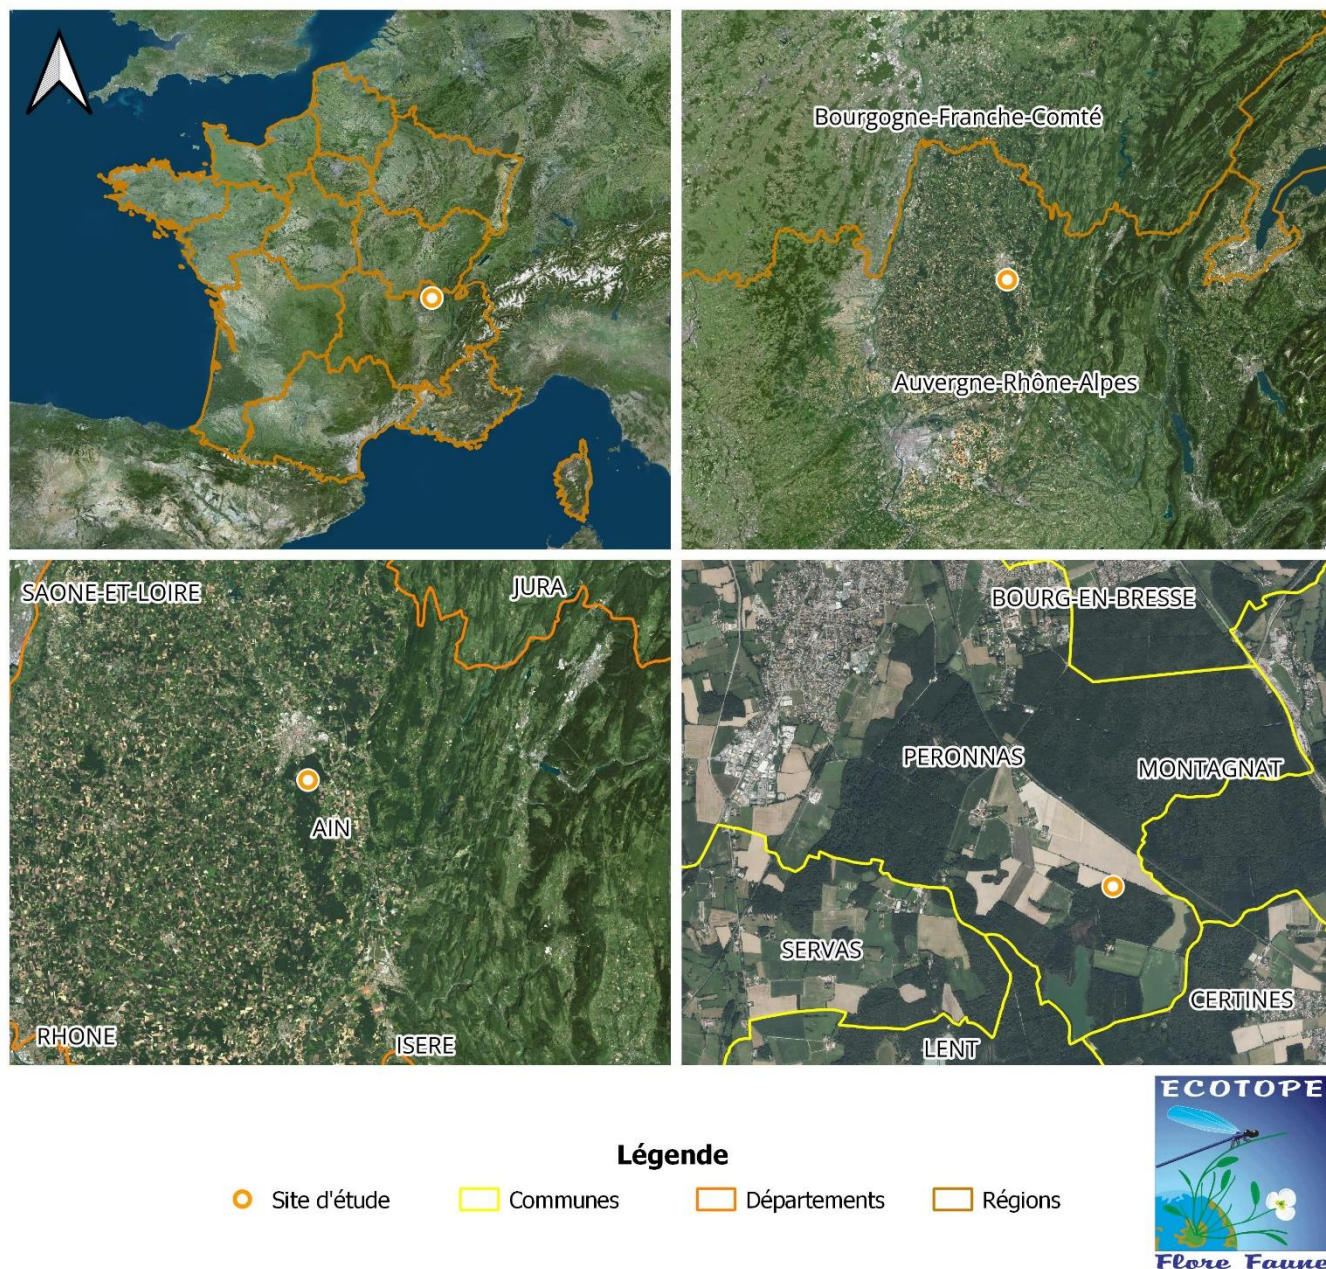 Bourgogne-Franche-Comté
Auvergne-Rhône-Alpes
SAONE-ET-LOIRE
JURA
AIN
RHONE
ISERE
BOURG-EN-BRESSE
PERONNAS
MONTAGNAT
SERVAS
CERTINES
LENT
Légende
Site d'étude
Communes
Départements
Régions
ECOTOPE
Flore Faune